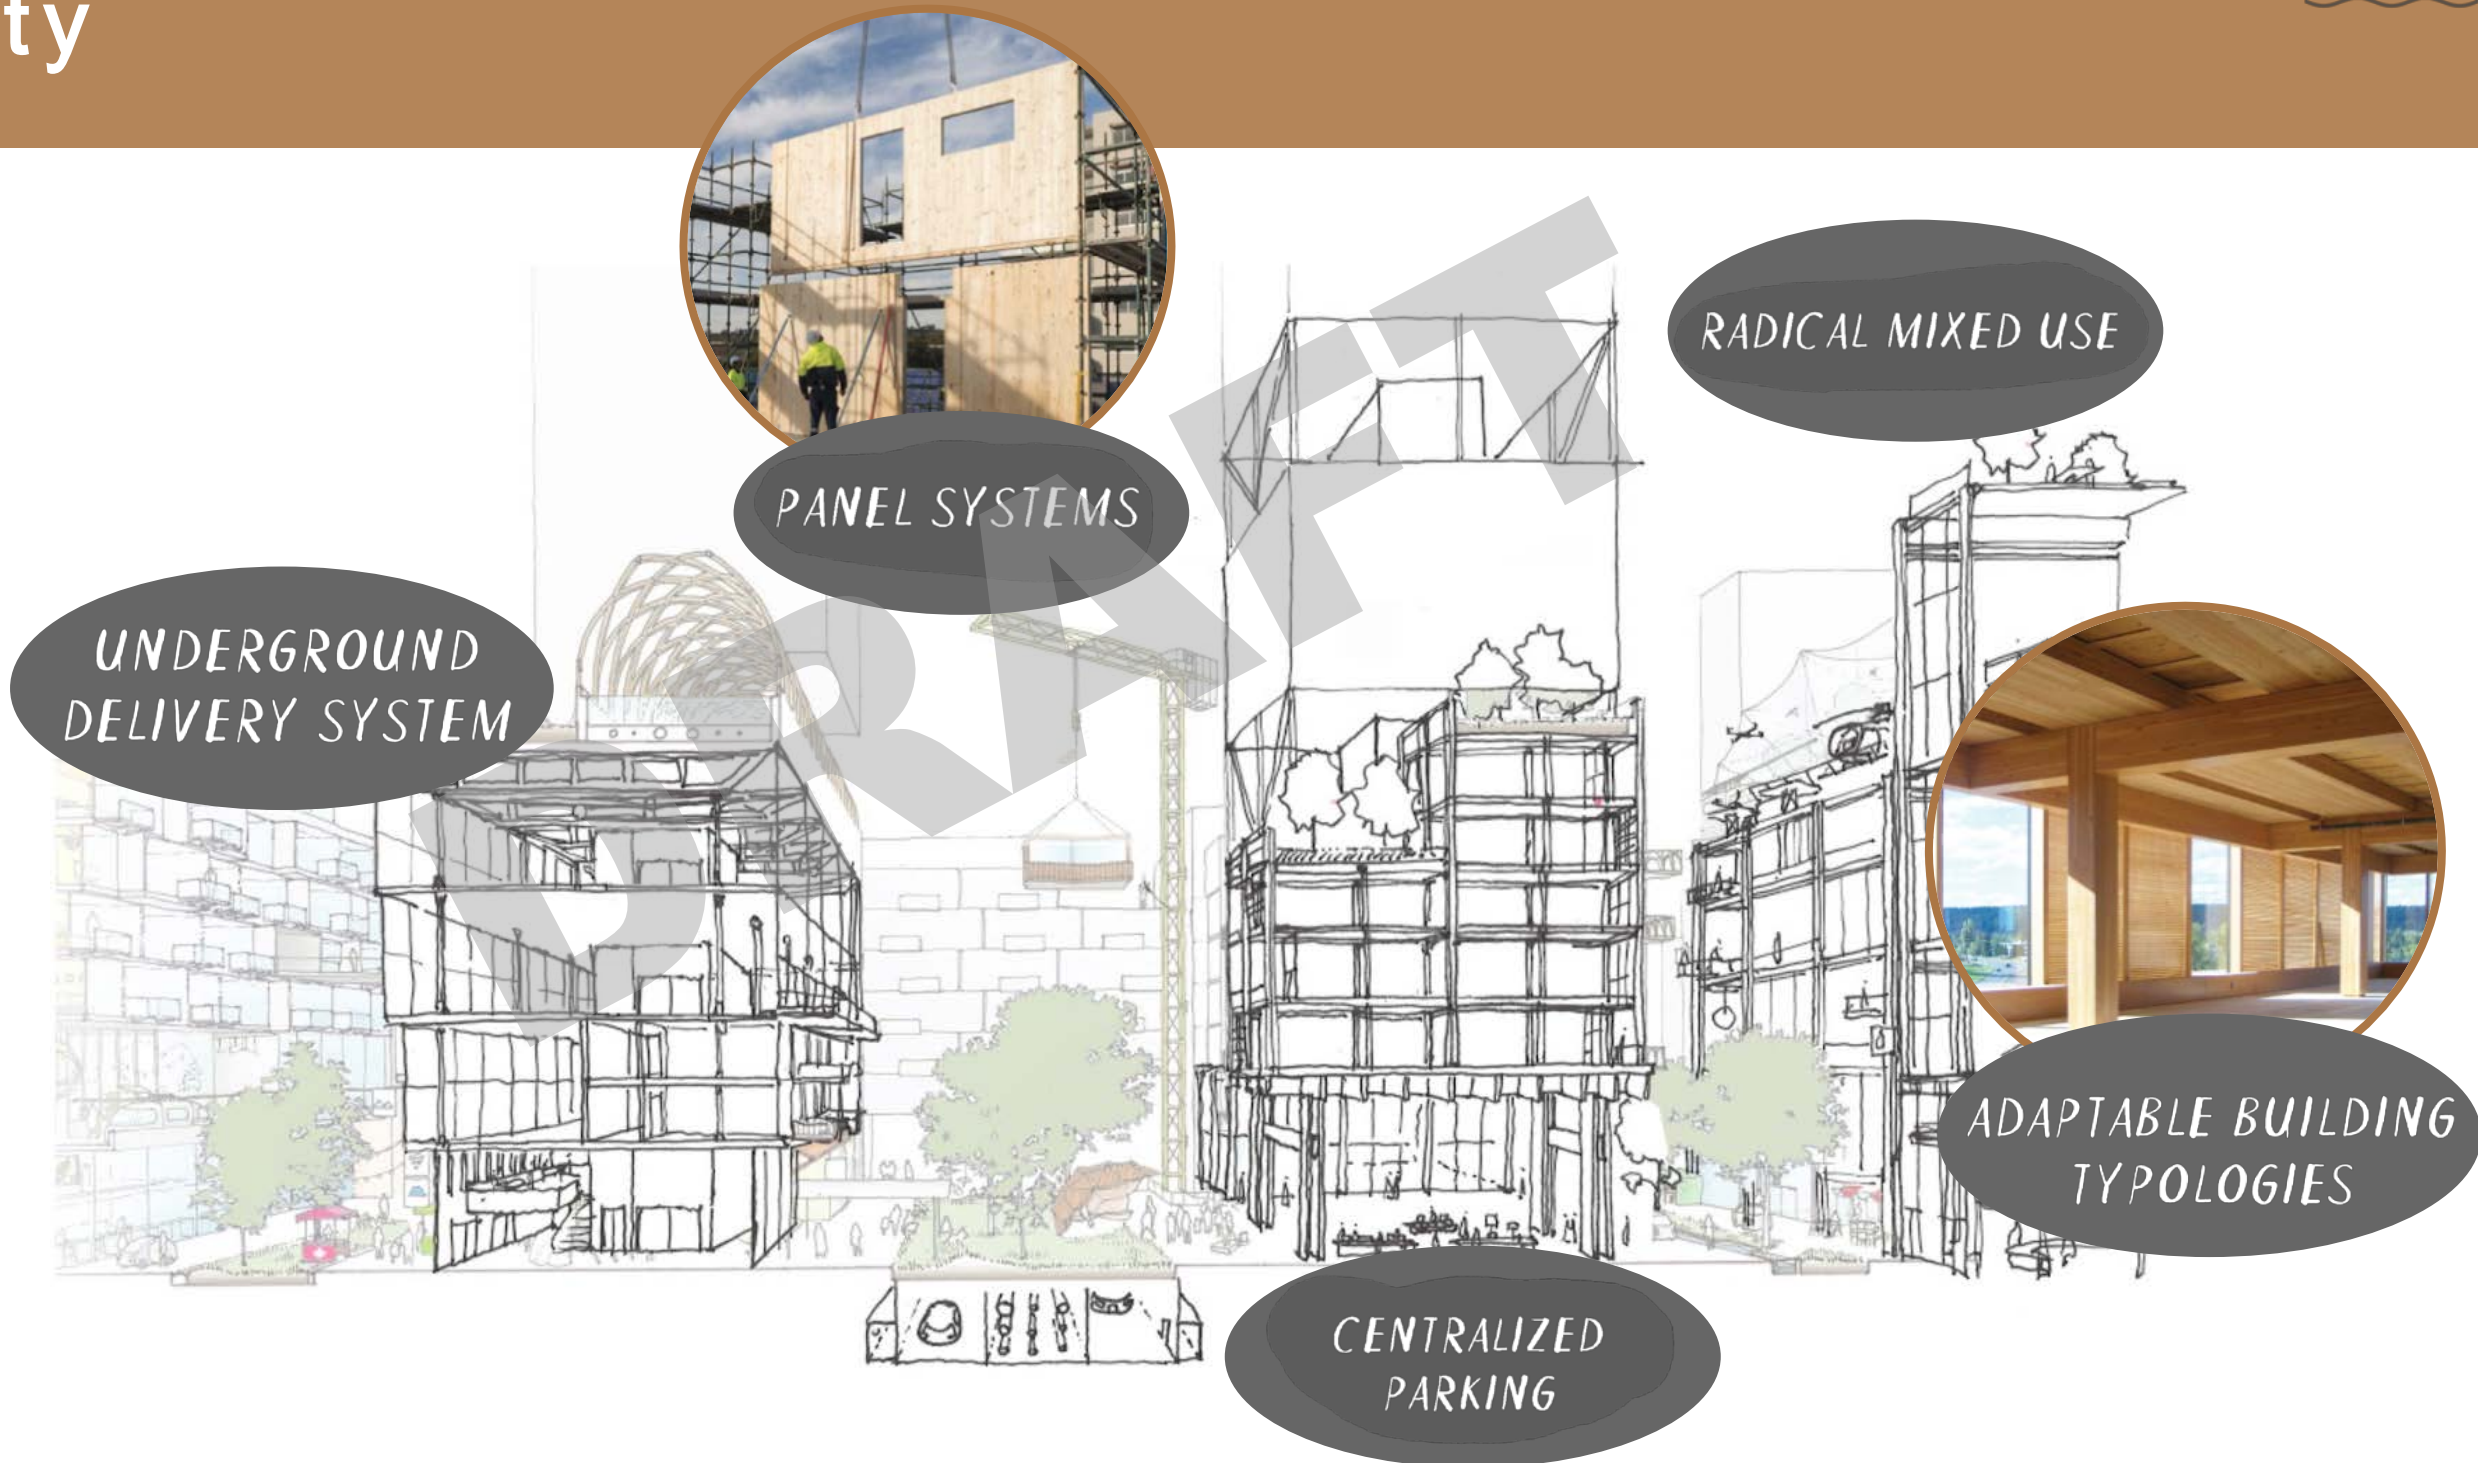 ty
PANEL SYSTEMS
RADICAL MIXED USE
UNDERGROUND
DELIVERY SYSTEM
DRAFT
ADAPTABLE BUILDING
TYPOLOGIES
CENTRALIZED
PARKING